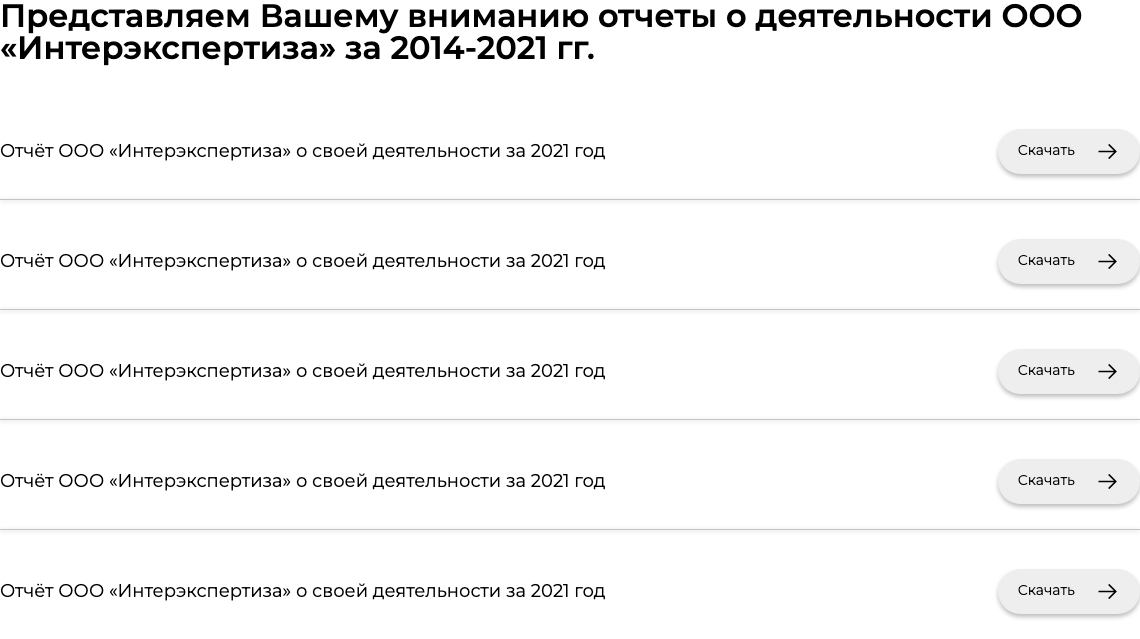 Представляем Вашему вниманию отчеты о деятельности ООО
«Интерэкспертиза» за 2014-2021 гг.
Отчёт ООО «Интерэкспертиза» о своей деятельности за 2021 год
Скачать
Отчёт ООО «Интерэкспертиза» о своей деятельности за 2021 год
Скачать
Отчёт ООО «Интерэкспертиза» о своей деятельности за 2021 год
Скачать
Отчёт ООО «Интерэкспертиза» о своей деятельности за 2021 год
Скачать
Отчёт ООО «Интерэкспертиза» о своей деятельности за 2021 год
Скачать